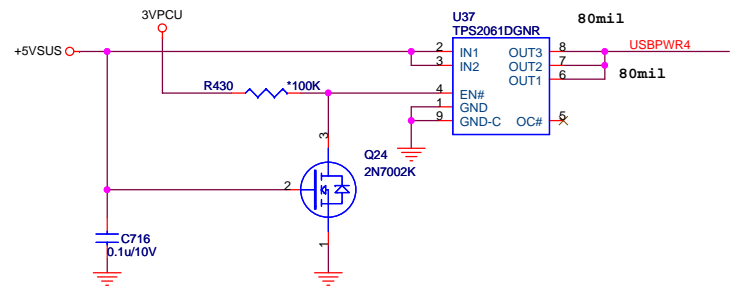 3VPCU
U37
TPS2061DGNR
80mil
+5VSUS
2
IN1
OUT3
8
USBPWR4
3
IN2
OUT2
7
OUT1
6
80mil
R430
*100K
4
EN#
1
GND
9
GND-C
OC#
5
3
Q24
2N7002K
2
1
C716
0.1u/10V